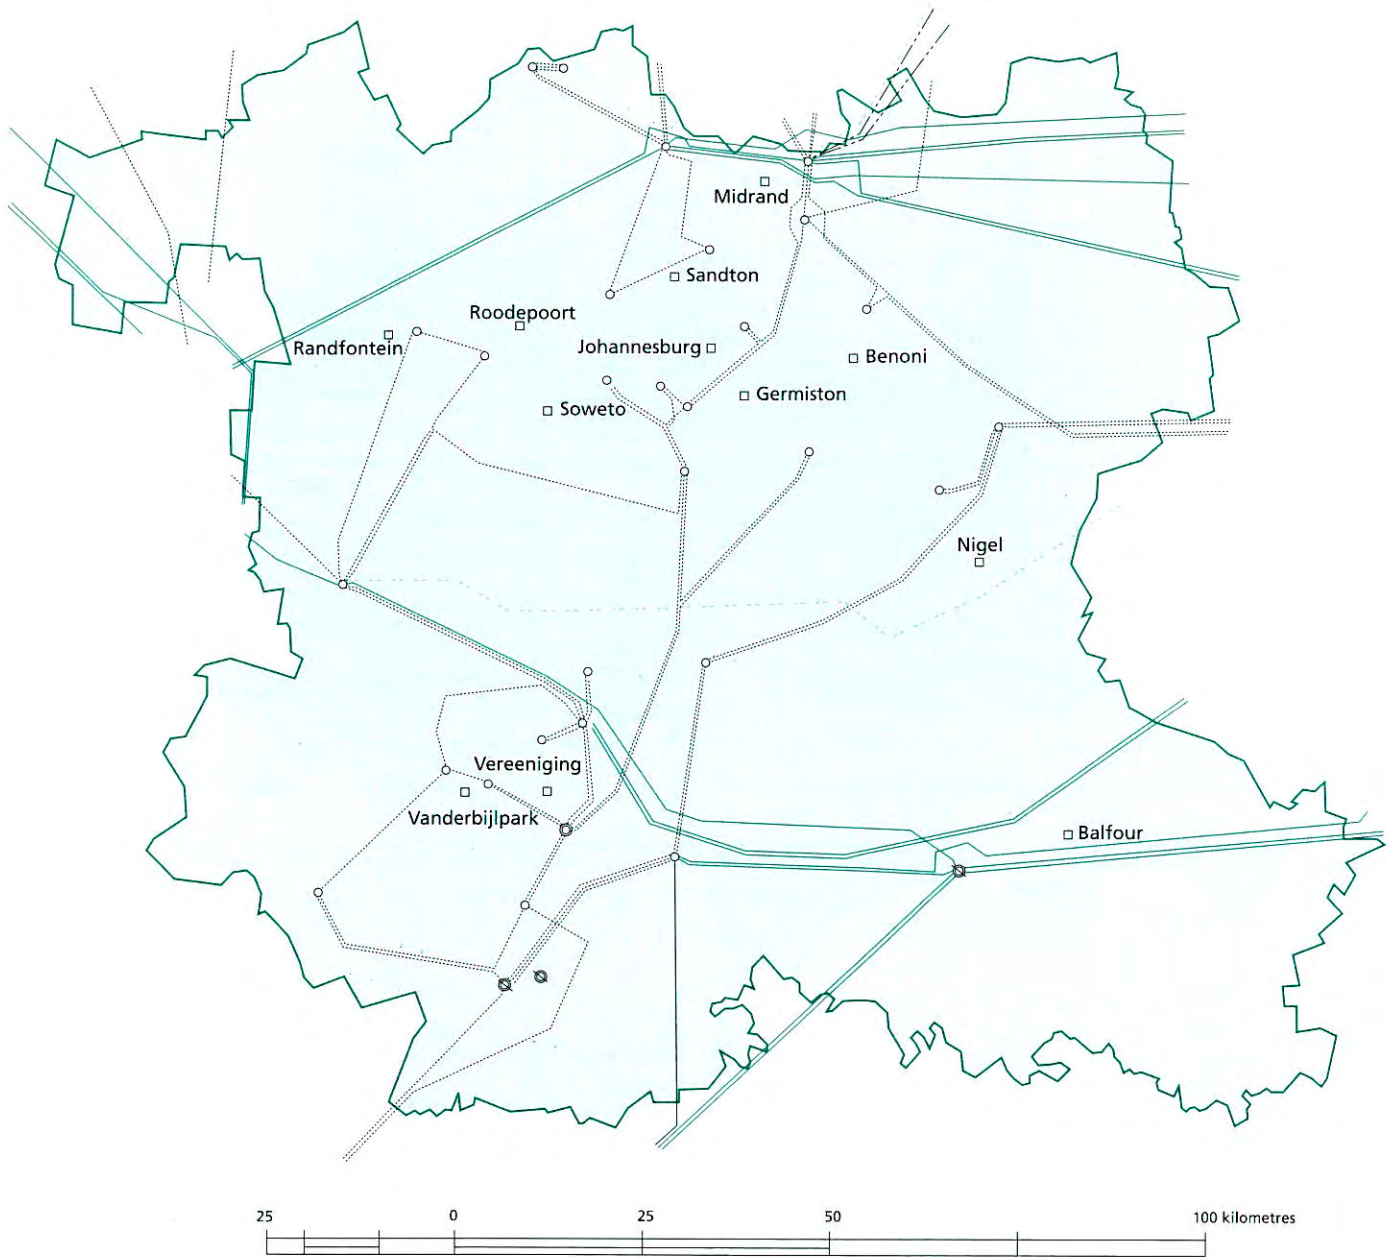 Midrand
Sandton
Roodepoort
Randfontein
Johannesburg
Benoni
Germiston
Soweto
Nigel
Vereeniging
Vanderbijlpark
Balfour
25 0 25 50 100 kilometres